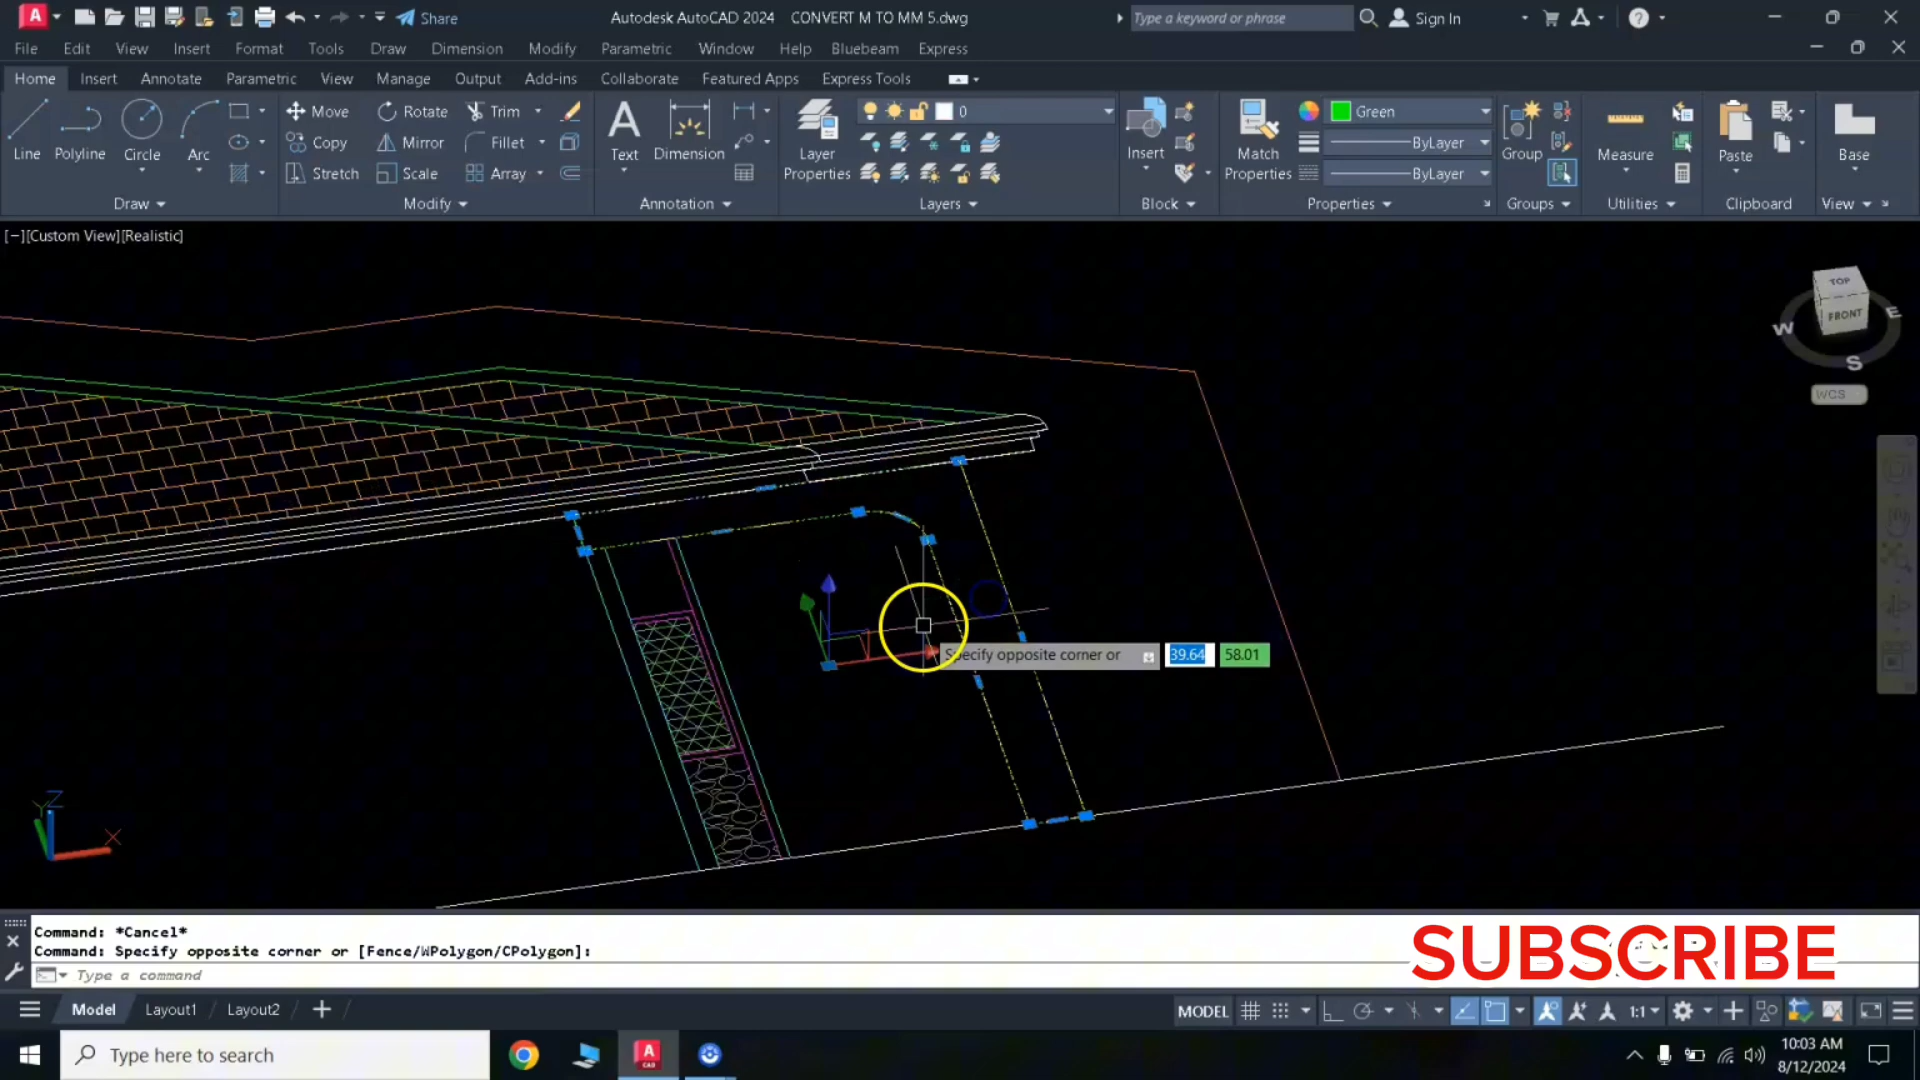 Share
Autodesk AutoCAD 2024 CONVERT M TO MM 5.dwg
Type a keyword or phrase
Sign In
File Edit View Insert Format Tools Draw Dimension Modify Parametric Window Help Bluebeam Express
Home Insert Annotate Parametric View Manage Output Add-ins Collaborate Featured Apps Express Tools
Line Polyline Circle Arc
Move Rotate Trim
Copy Mirror Fillet
Stretch Scale Array
Text Dimension
Layer Properties
0
Insert
Match Properties
Green
ByLayer
ByLayer
Group
Measure
Paste
Base
Draw Modify Annotation Layers Block Properties Groups Utilities Clipboard View
[−][Custom View][Realistic]
TOP
FRONT
W
E
S
WCS
Specify opposite corner or 39.64 58.01
Z
Y
X
Command: *Cancel*
Command: Specify opposite corner or [Fence/WPolygon/CPolygon]:
Type a command
SUBSCRIBE
Model Layout1 Layout2
MODEL
1:1
Type here to search
A
CAD
10:03 AM
8/12/2024